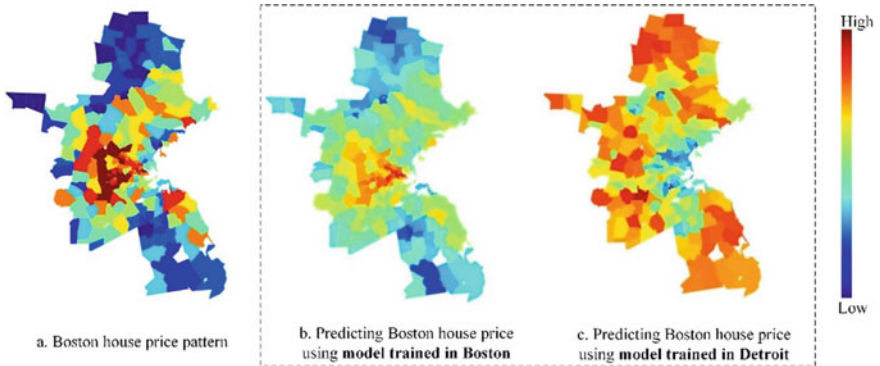 High
Low
a. Boston house price pattern
b. Predicting Boston house price
using model trained in Boston
c. Predicting Boston house price
using model trained in Detroit